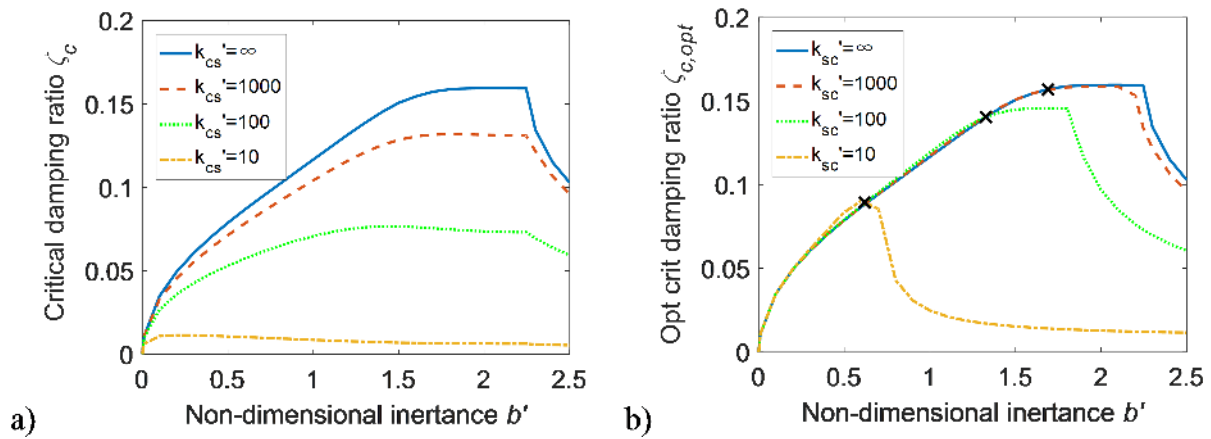 0.2
0.15
0.1
0.05
0
Critical damping ratio ζc
kcs'=∞
kcs'=1000
kcs'=100
kcs'=10
0 0.5 1 1.5 2 2.5
Non-dimensional inertance b'
a)
0.2
0.15
0.1
0.05
0
Opt crit damping ratio ζc,opt
ksc'=∞
ksc'=1000
ksc'=100
ksc'=10
0 0.5 1 1.5 2 2.5
Non-dimensional inertance b'
b)